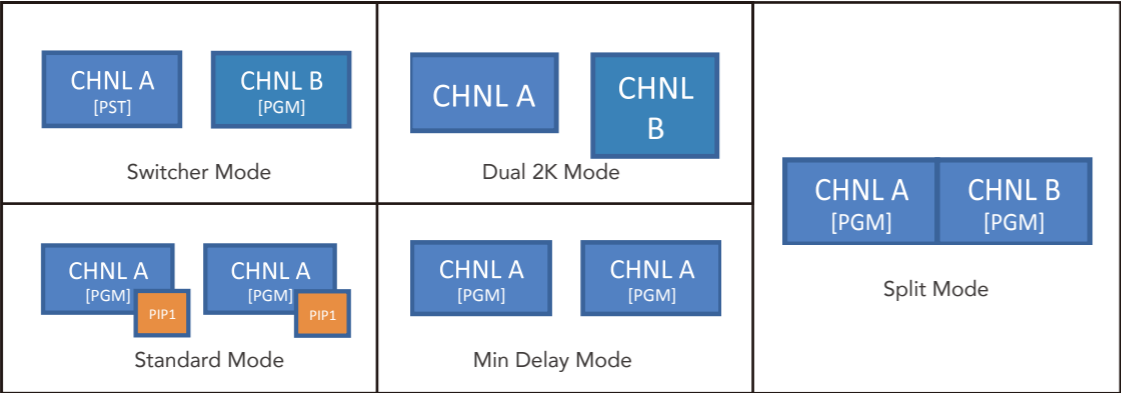 CHNL A
[PST]
CHNL B
[PGM]
Switcher Mode
CHNL A
CHNL
B
Dual 2K Mode
CHNL A
[PGM]
PIP1
CHNL A
[PGM]
PIP1
Standard Mode
CHNL A
[PGM]
CHNL A
[PGM]
Min Delay Mode
CHNL A
[PGM]
CHNL B
[PGM]
Split Mode